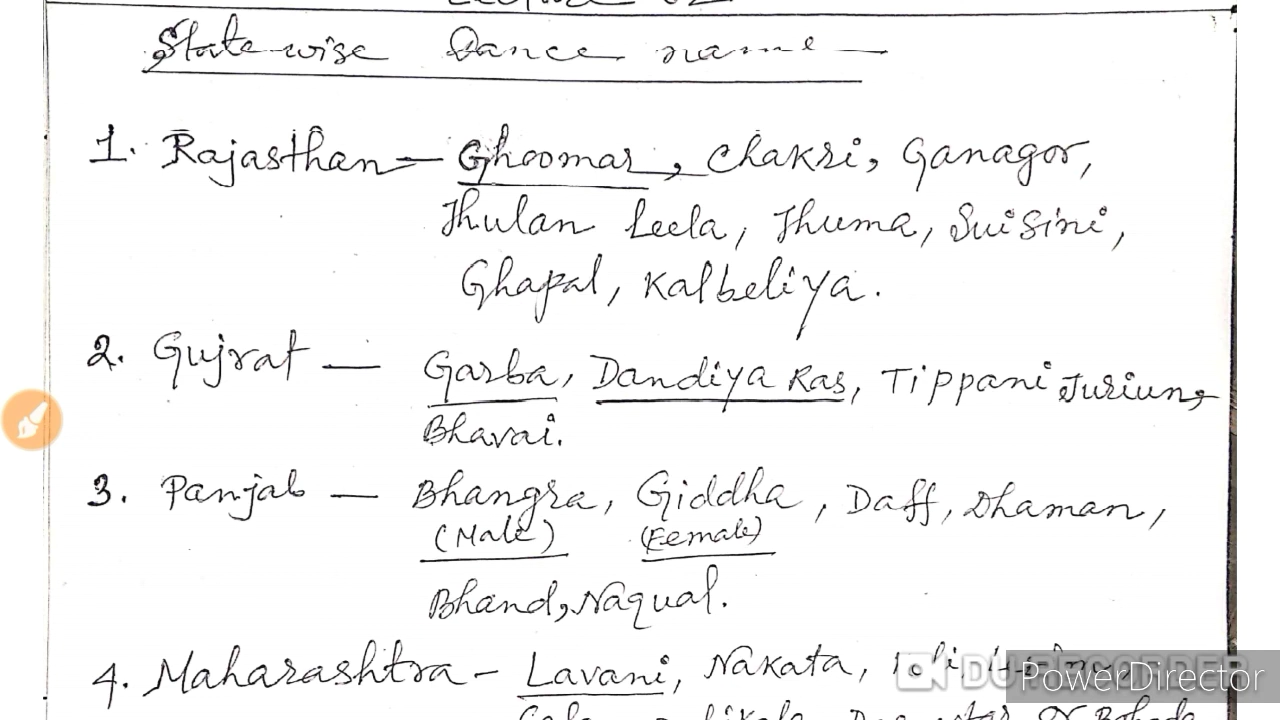 State wise Dance name
1. Rajasthan - Ghoomar, Chakri, Ganagor,
Jhulan Leela, Jhuma, Suisini,
Ghapal, Kalbeliya.
2. Gujrat - Garba, Dandiya Ras, Tippani Juriun,
Bhavai.
3. Panjab - Bhangra, Giddha, Daff, Dhaman,
(Male) (Female)
Bhand, Naqual.
4. Maharashtra - Lavani, Nakata,
PowerDirector